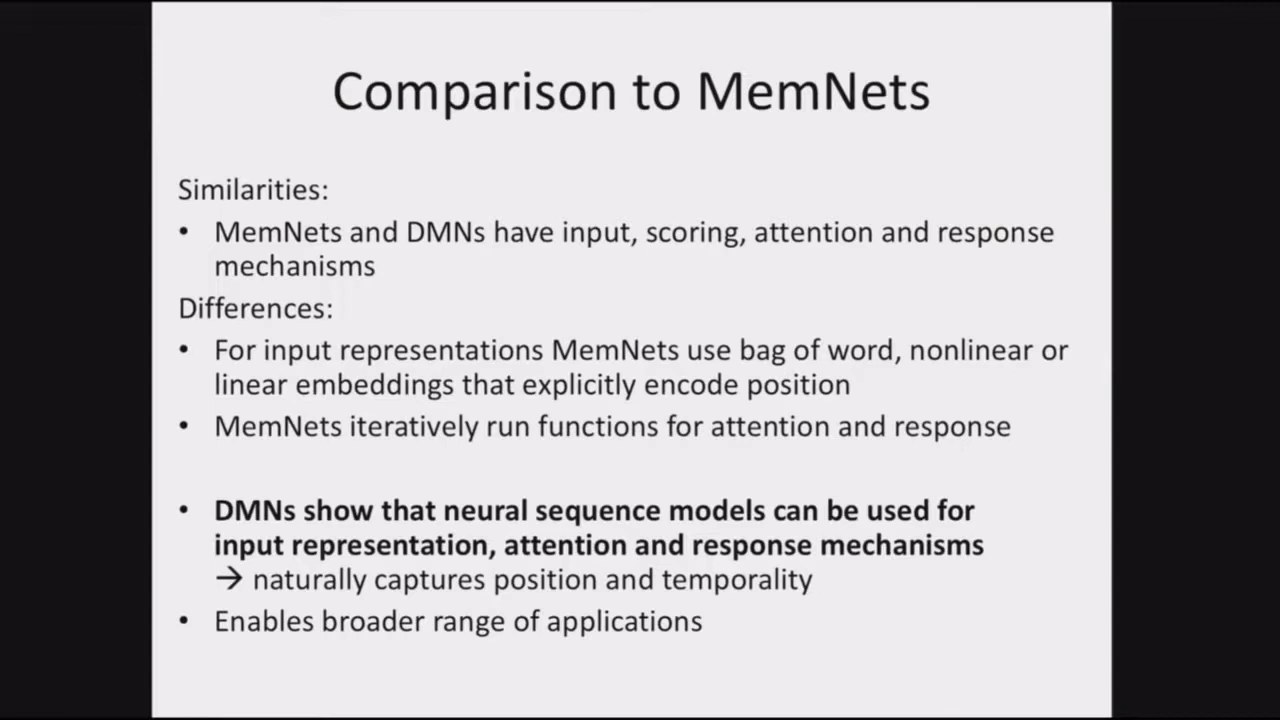 Comparison to MemNets
Similarities:
• MemNets and DMNs have input, scoring, attention and response
mechanisms
Differences:
• For input representations MemNets use bag of word, nonlinear or
linear embeddings that explicitly encode position
• MemNets iteratively run functions for attention and response
• DMNs show that neural sequence models can be used for
input representation, attention and response mechanisms
→ naturally captures position and temporality
• Enables broader range of applications